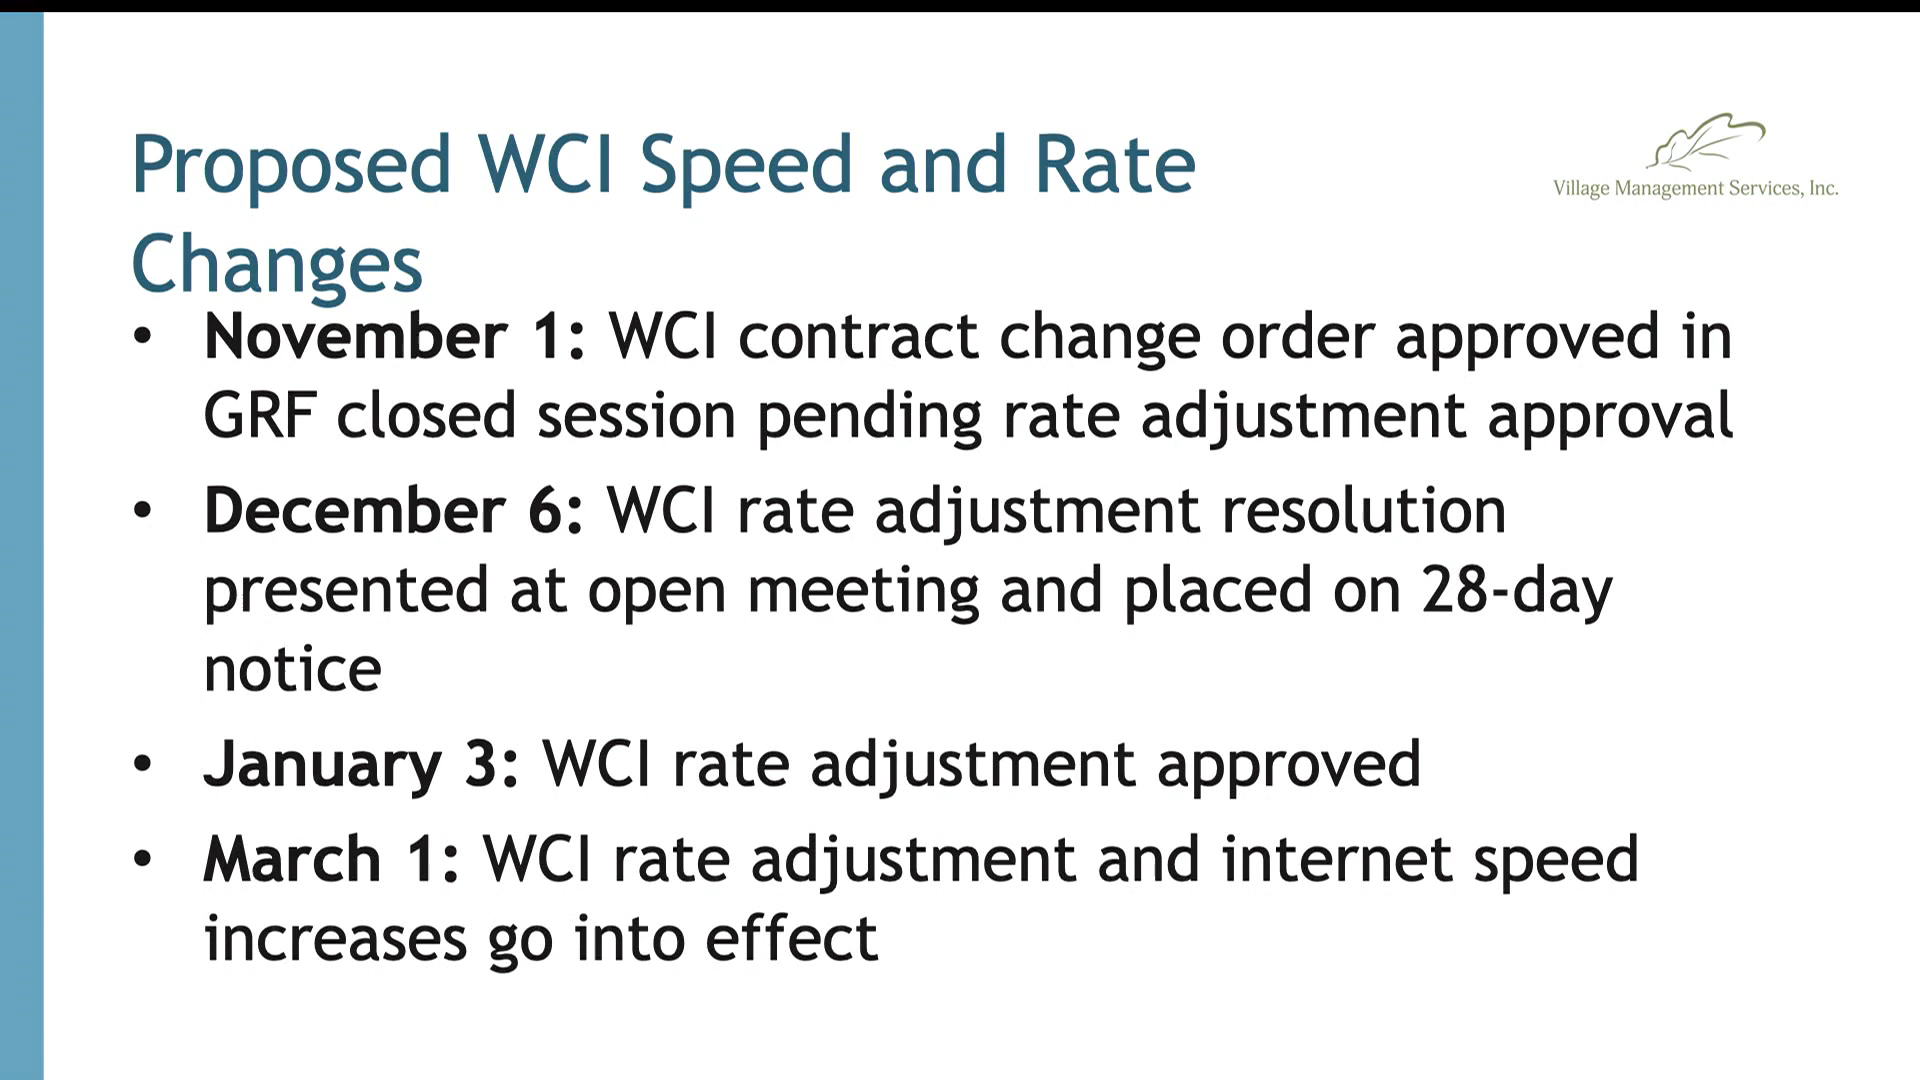 Proposed WCI Speed and Rate
Changes
Village Management Services, Inc.
• November 1: WCI contract change order approved in
GRF closed session pending rate adjustment approval
• December 6: WCI rate adjustment resolution
presented at open meeting and placed on 28-day
notice
• January 3: WCI rate adjustment approved
• March 1: WCI rate adjustment and internet speed
increases go into effect